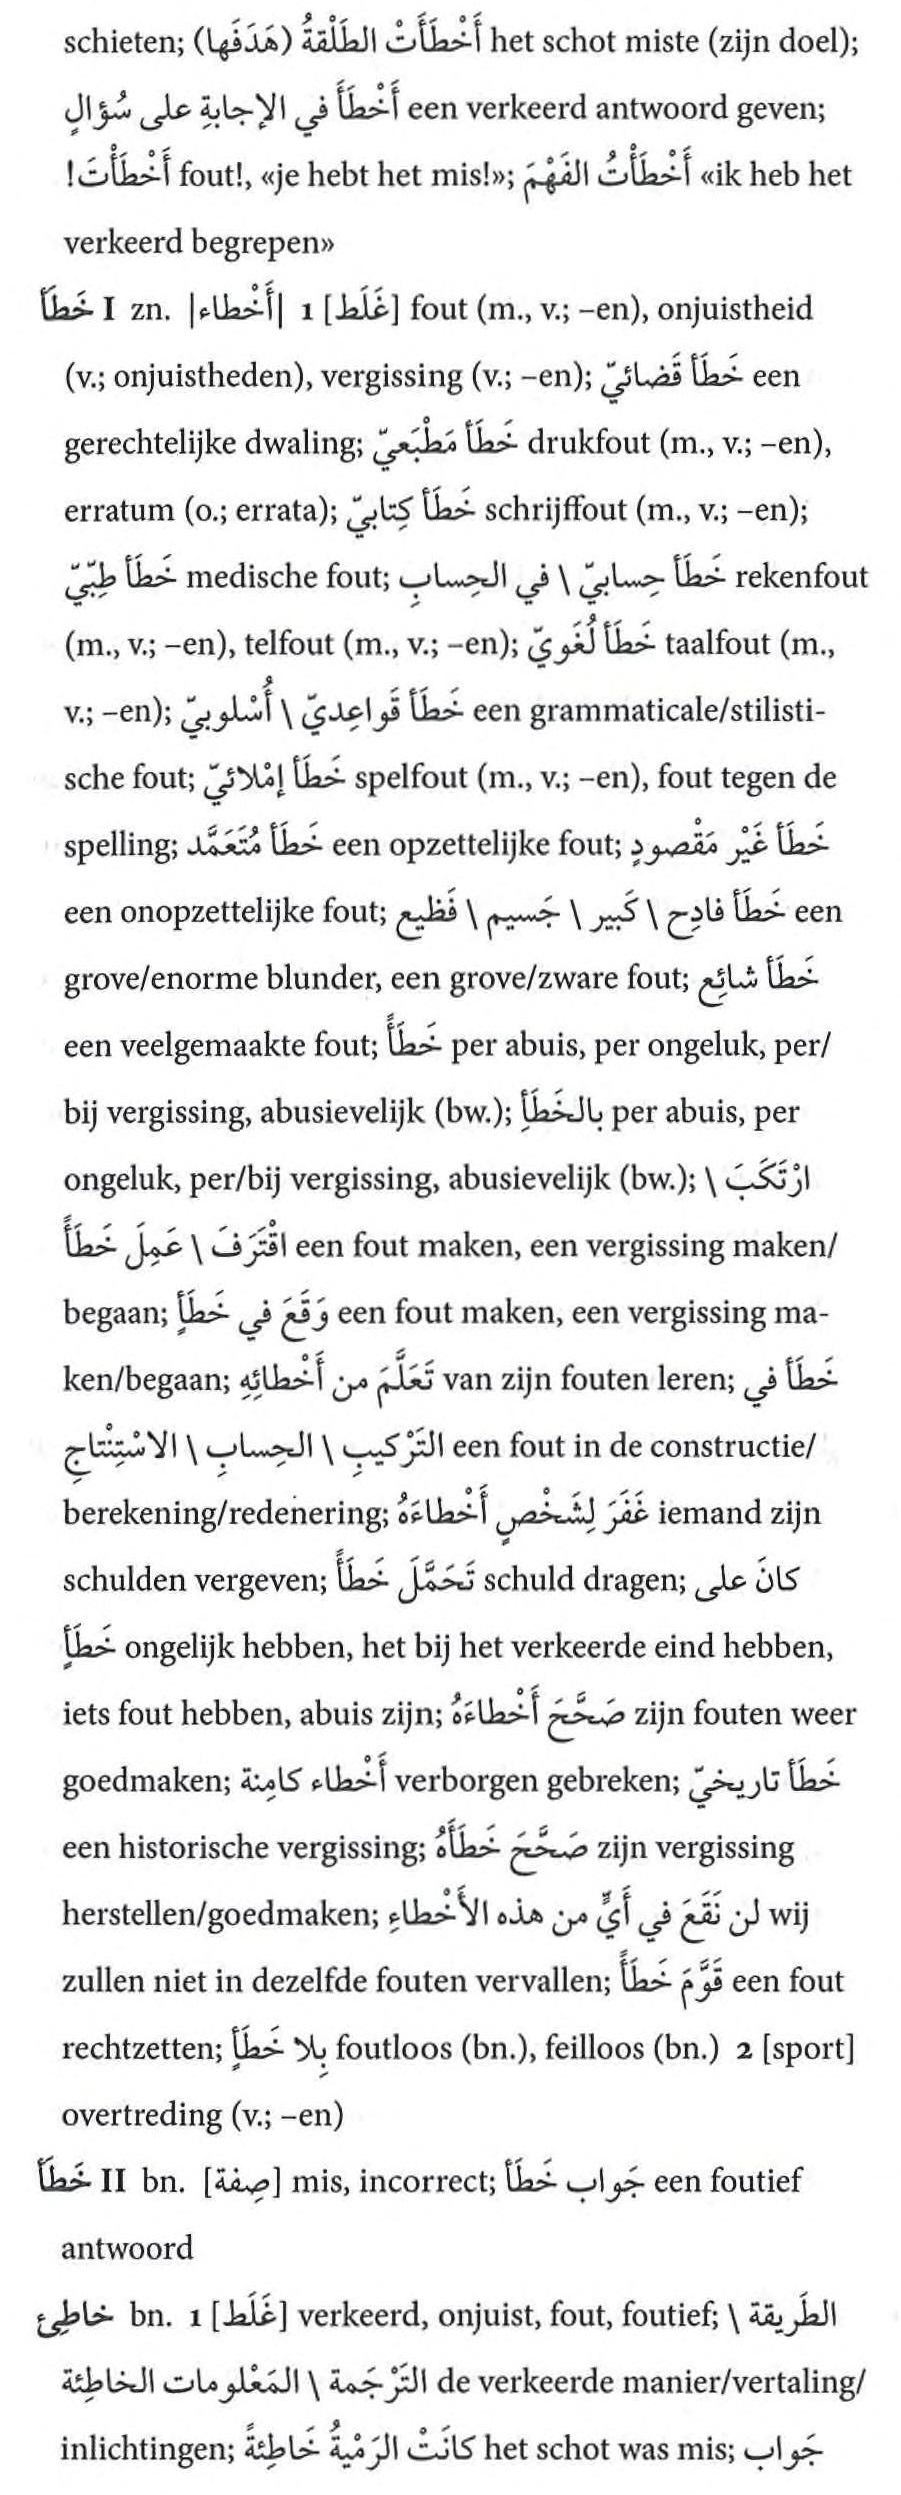 schieten; أَخْطَأَتْ الطَلْقةُ (هَدَفَها) het schot miste (zijn doel);
أَخْطَأَ في الإجابةِ على سُؤالٍ een verkeerd antwoord geven;
أَخْطَأْتَ! fout!, «je hebt het mis!»; أَخْطَأْتُ الفَهْمَ «ik heb het
verkeerd begrepen»
خَطَأ I zn. |أَخْطاء| 1 [غَلَط] fout (m., v.; –en), onjuistheid
(v.; onjuistheden), vergissing (v.; –en); خَطَأ قَضائيّ een
gerechtelijke dwaling; خَطَأ مَطْبَعيّ drukfout (m., v.; –en),
erratum (o.; errata); خَطَأ كِتابيّ schrijffout (m., v.; –en);
خَطَأ طِبّيّ medische fout; خَطَأ حِسابيّ \ في الحِسابِ rekenfout
(m., v.; –en), telfout (m., v.; –en); خَطَأ لُغَويّ taalfout (m.,
v.; –en); خَطَأ قَواعِديّ \ أُسْلوبيّ een grammaticale/stilisti-
sche fout; خَطَأ إمْلائيّ spelfout (m., v.; –en), fout tegen de
spelling; خَطَأ مُتَعَمَّد een opzettelijke fout; خَطَأ غَيْر مَقْصودٍ
een onopzettelijke fout; خَطَأ فادِح \ كَبير \ جَسيم \ فَظيع een
grove/enorme blunder, een grove/zware fout; خَطَأ شائِع
een veelgemaakte fout; خَطَأً per abuis, per ongeluk, per/
bij vergissing, abusievelijk (bw.); بالخَطَأِ per abuis, per
ongeluk, per/bij vergissing, abusievelijk (bw.); ارْتَكَبَ \
اقْتَرَفَ \ عَمِلَ خَطَأً een fout maken, een vergissing maken/
begaan; وَقَعَ في خَطَأٍ een fout maken, een vergissing ma-
ken/begaan; تَعَلَّمَ من أَخْطائِهِ van zijn fouten leren; خَطَأ في
التَرْكيبِ \ الحِسابِ \ الاسْتِنْتاجِ een fout in de constructie/
berekening/redenering; غَفَرَ لِشَخْصٍ أَخْطاءَهُ iemand zijn
schulden vergeven; تَحَمَّلَ خَطَأً schuld dragen; كانَ على
خَطَأٍ ongelijk hebben, het bij het verkeerde eind hebben,
iets fout hebben, abuis zijn; صَحَّحَ أَخْطاءَهُ zijn fouten weer
goedmaken; أَخْطاء كامِنة verborgen gebreken; خَطَأ تاريخيّ
een historische vergissing; صَحَّحَ خَطَأَهُ zijn vergissing
herstellen/goedmaken; لن نَقَعَ في أَيٍّ من هذه الأَخْطاءِ wij
zullen niet in dezelfde fouten vervallen; قَوَّمَ خَطَأً een fout
rechtzetten; بِلا خَطَأٍ foutloos (bn.), feilloos (bn.) 2 [sport]
overtreding (v.; –en)
خَطَأ II bn. [صِفة] mis, incorrect; جَواب خَطَأ een foutief
antwoord
خاطِئ bn. 1 [غَلَط] verkeerd, onjuist, fout, foutief; الطَريقة \
التَرْجَمة \ المَعْلومات الخاطِئة de verkeerde manier/vertaling/
inlichtingen; كانَتْ الرَمْيةُ خَاطِئةً het schot was mis; جَواب